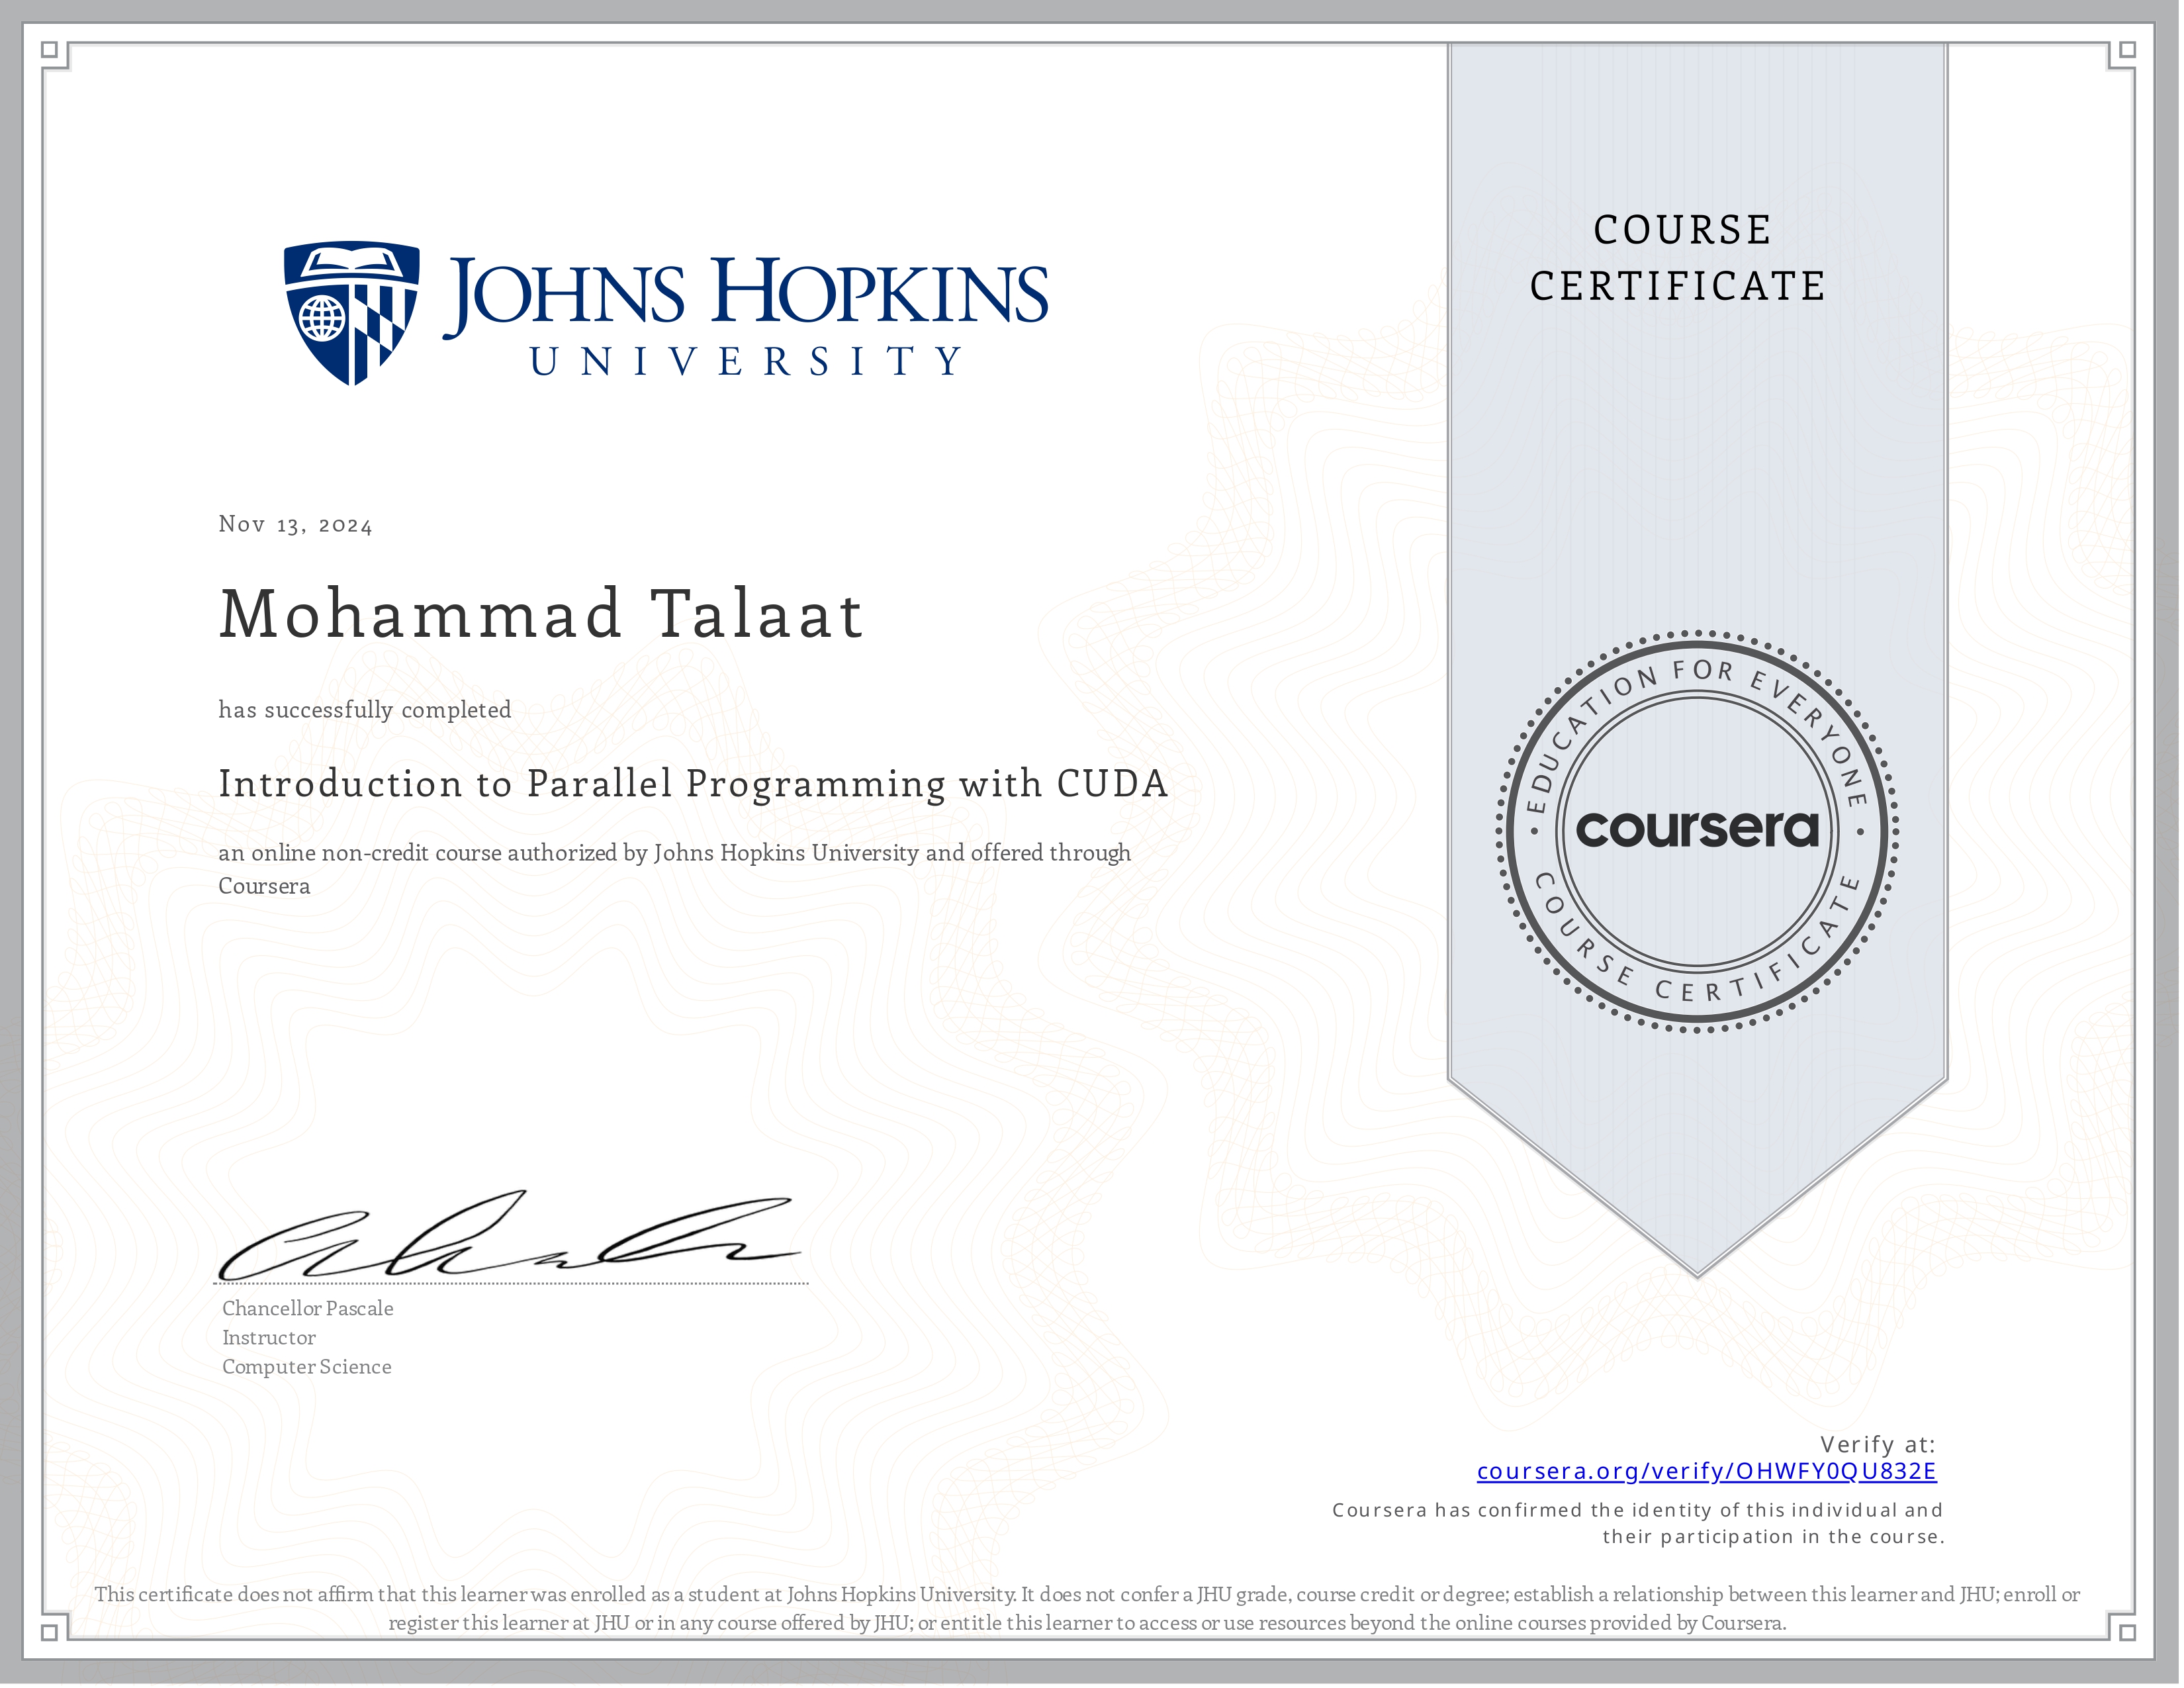 JOHNS HOPKINS
UNIVERSITY
COURSE
CERTIFICATE
Nov 13, 2024
Mohammad Talaat
has successfully completed
Introduction to Parallel Programming with CUDA
an online non-credit course authorized by Johns Hopkins University and offered through
Coursera
EDUCATION FOR EVERYONE
coursera
COURSE CERTIFICATE
Chancellor Pascale
Instructor
Computer Science
Verify at:
coursera.org/verify/OHWFY0QU832E
Coursera has confirmed the identity of this individual and
their participation in the course.
This certificate does not affirm that this learner was enrolled as a student at Johns Hopkins University. It does not confer a JHU grade, course credit or degree; establish a relationship between this learner and JHU; enroll or
register this learner at JHU or in any course offered by JHU; or entitle this learner to access or use resources beyond the online courses provided by Coursera.